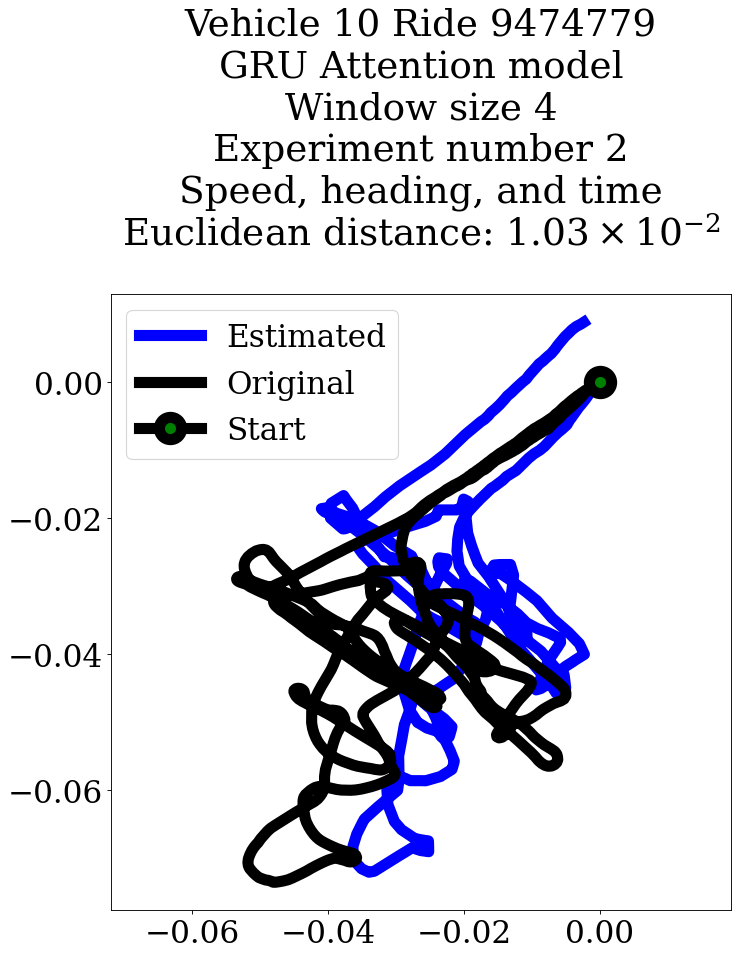 Vehicle 10 Ride 9474779
GRU Attention model
Window size 4
Experiment number 2
Speed, heading, and time
Euclidean distance: 1.03 × 10⁻²
Estimated
Original
Start
0.00
−0.02
−0.04
−0.06
−0.06 −0.04 −0.02 0.00